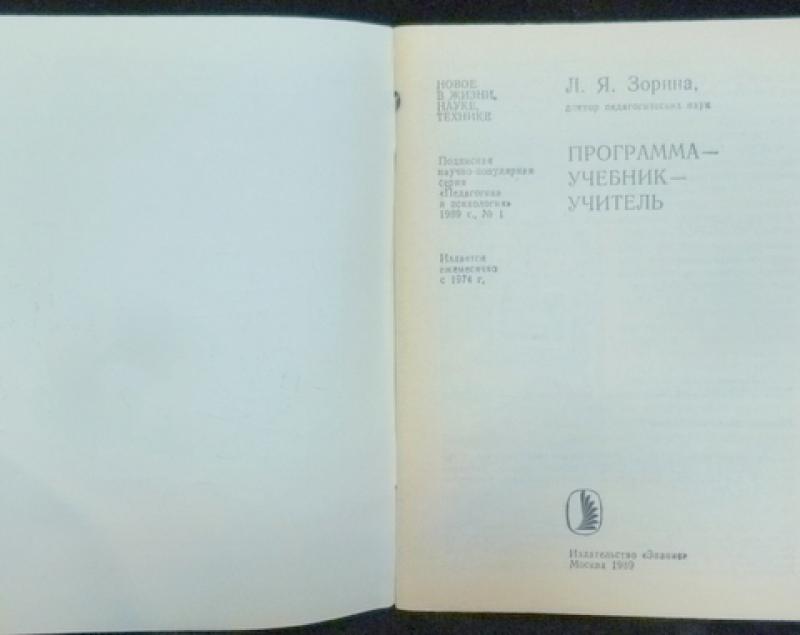 НОВОЕ
В ЖИЗНИ,
НАУКЕ,
ТЕХНИКЕ
Подписная
научно-популярная
серия
«Педагогика
и психология»
1989 г., № 1
Издается
ежемесячно
с 1974 г.
Л. Я. Зорина,
доктор педагогических наук
ПРОГРАММА—
УЧЕБНИК—
УЧИТЕЛЬ
Издательство «Знание»
Москва 1989